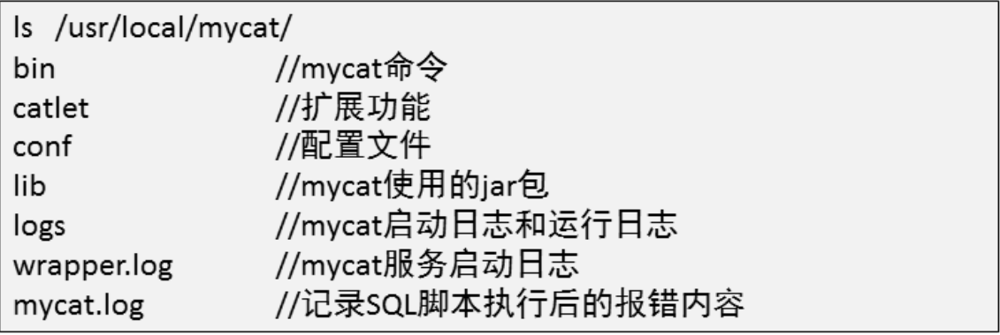 ls /usr/local/mycat/
bin //mycat命令
catlet //扩展功能
conf //配置文件
lib //mycat使用的jar包
logs //mycat启动日志和运行日志
wrapper.log //mycat服务启动日志
mycat.log //记录SQL脚本执行后的报错内容